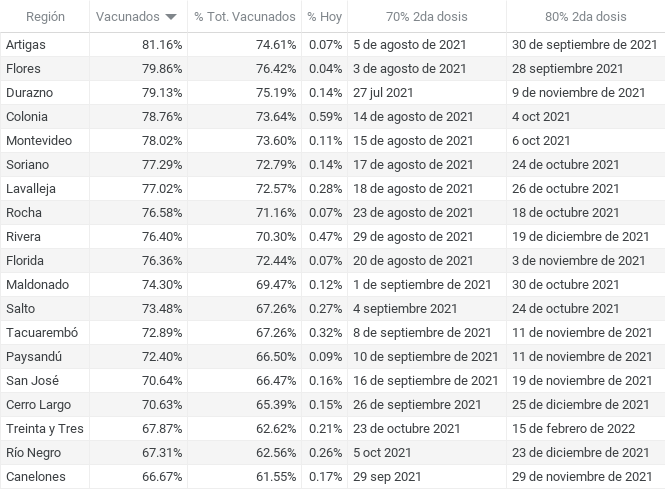 Región Vacunados % Tot. Vacunados % Hoy 70% 2da dosis 80% 2da dosis
Artigas 81.16% 74.61% 0.07% 5 de agosto de 2021 30 de septiembre de 2021
Flores 79.86% 76.42% 0.04% 3 de agosto de 2021 28 septiembre 2021
Durazno 79.13% 75.19% 0.14% 27 jul 2021 9 de noviembre de 2021
Colonia 78.76% 73.64% 0.59% 14 de agosto de 2021 4 oct 2021
Montevideo 78.02% 73.60% 0.11% 15 de agosto de 2021 6 oct 2021
Soriano 77.29% 72.79% 0.14% 17 de agosto de 2021 24 de octubre 2021
Lavalleja 77.02% 72.57% 0.28% 18 de agosto de 2021 26 de octubre 2021
Rocha 76.58% 71.16% 0.07% 23 de agosto de 2021 18 de octubre 2021
Rivera 76.40% 70.30% 0.47% 29 de agosto de 2021 19 de diciembre de 2021
Florida 76.36% 72.44% 0.07% 20 de agosto de 2021 3 de noviembre de 2021
Maldonado 74.30% 69.47% 0.12% 1 de septiembre de 2021 30 de octubre 2021
Salto 73.48% 67.26% 0.27% 4 septiembre 2021 24 de octubre 2021
Tacuarembó 72.89% 67.26% 0.32% 8 de septiembre de 2021 11 de noviembre de 2021
Paysandú 72.40% 66.50% 0.09% 10 de septiembre de 2021 11 de noviembre de 2021
San José 70.64% 66.47% 0.16% 16 de septiembre de 2021 19 de noviembre de 2021
Cerro Largo 70.63% 65.39% 0.15% 26 de septiembre de 2021 25 de diciembre de 2021
Treinta y Tres 67.87% 62.62% 0.21% 23 de octubre de 2021 15 de febrero de 2022
Río Negro 67.31% 62.56% 0.26% 5 oct 2021 23 de diciembre de 2021
Canelones 66.67% 61.55% 0.17% 29 sep 2021 29 de noviembre de 2021